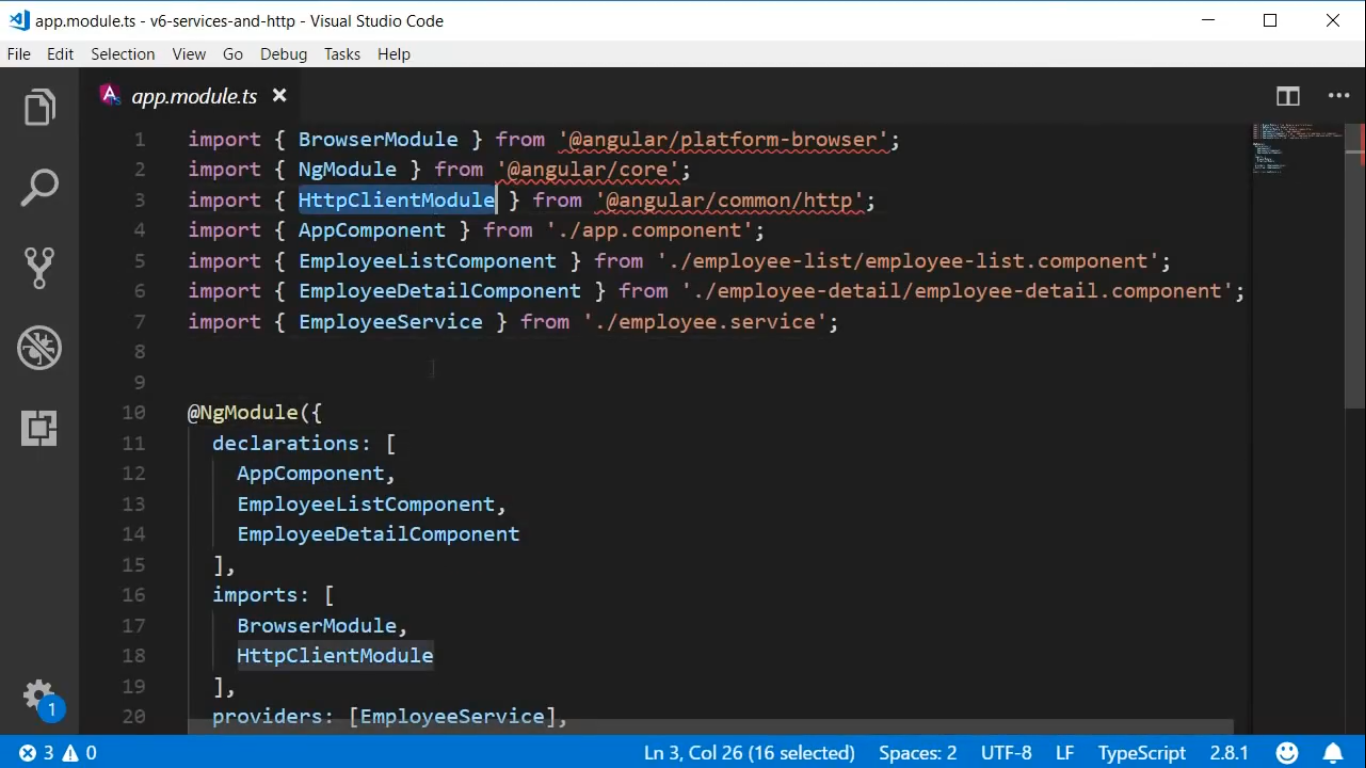 app.module.ts - v6-services-and-http - Visual Studio Code
File Edit Selection View Go Debug Tasks Help
app.module.ts
1 import { BrowserModule } from '@angular/platform-browser';
2 import { NgModule } from '@angular/core';
3 import { HttpClientModule } from '@angular/common/http';
4 import { AppComponent } from './app.component';
5 import { EmployeeListComponent } from './employee-list/employee-list.component';
6 import { EmployeeDetailComponent } from './employee-detail/employee-detail.component';
7 import { EmployeeService } from './employee.service';
8
9
10 @NgModule({
11 declarations: [
12 AppComponent,
13 EmployeeListComponent,
14 EmployeeDetailComponent
15 ],
16 imports: [
17 BrowserModule,
18 HttpClientModule
19 ],
20 providers: [EmployeeService],
1
3 0 Ln 3, Col 26 (16 selected) Spaces: 2 UTF-8 LF TypeScript 2.8.1